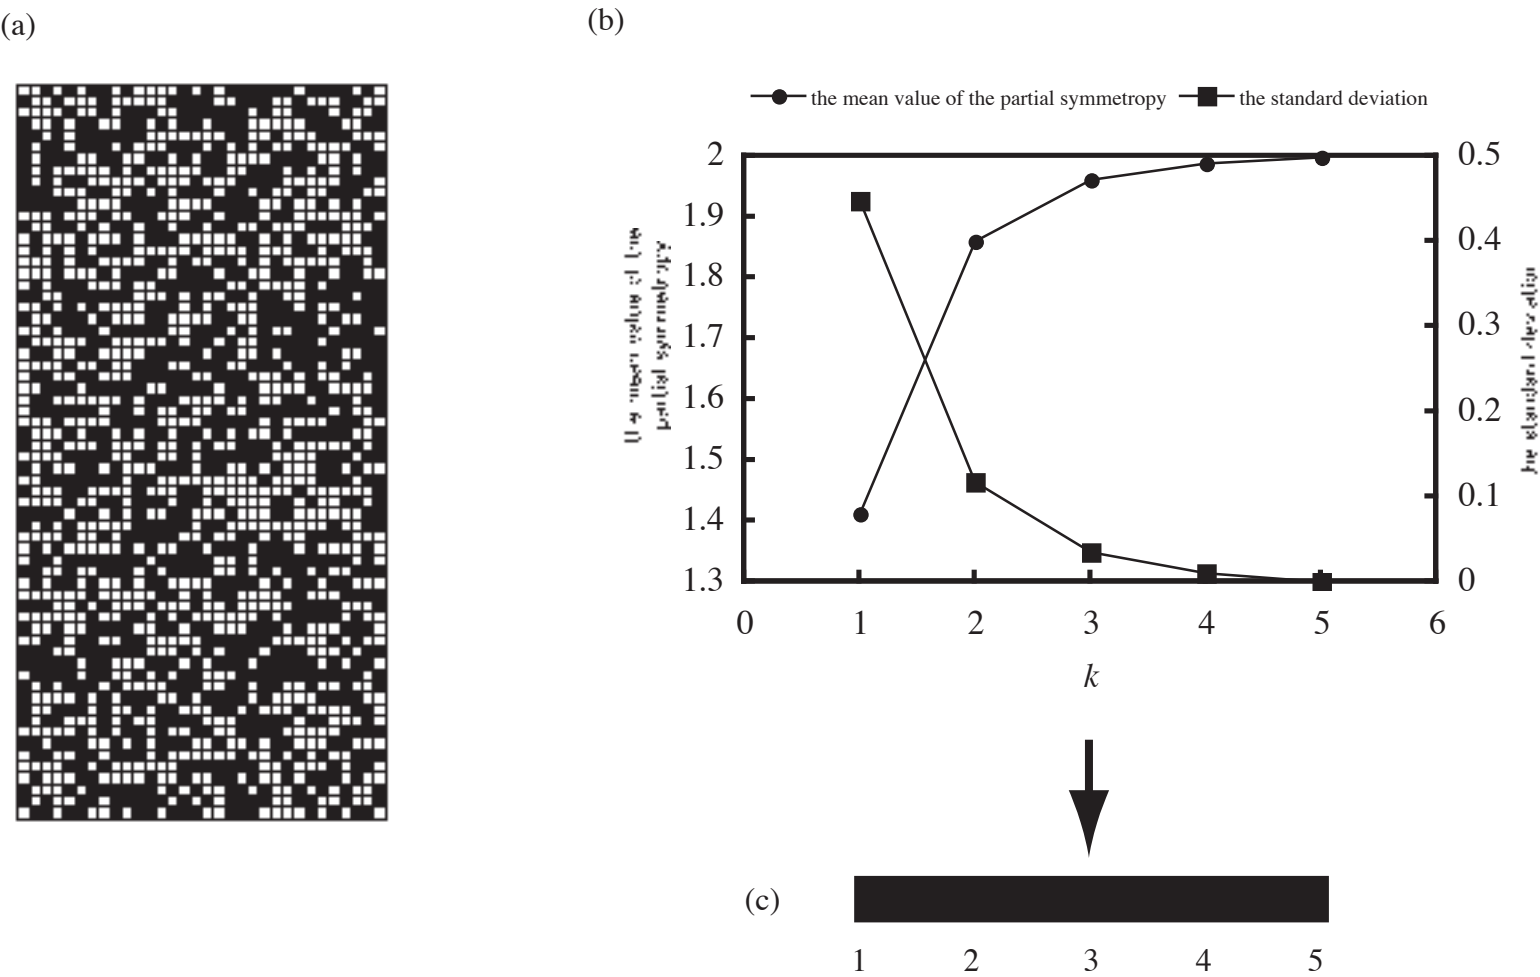 (a)
(b)
the mean value of the partial symmetropy
the standard deviation
2
1.9
1.8
1.7
1.6
1.5
1.4
1.3
0.5
0.4
0.3
0.2
0.1
0
0 1 2 3 4 5 6
k
(c)
1 2 3 4 5